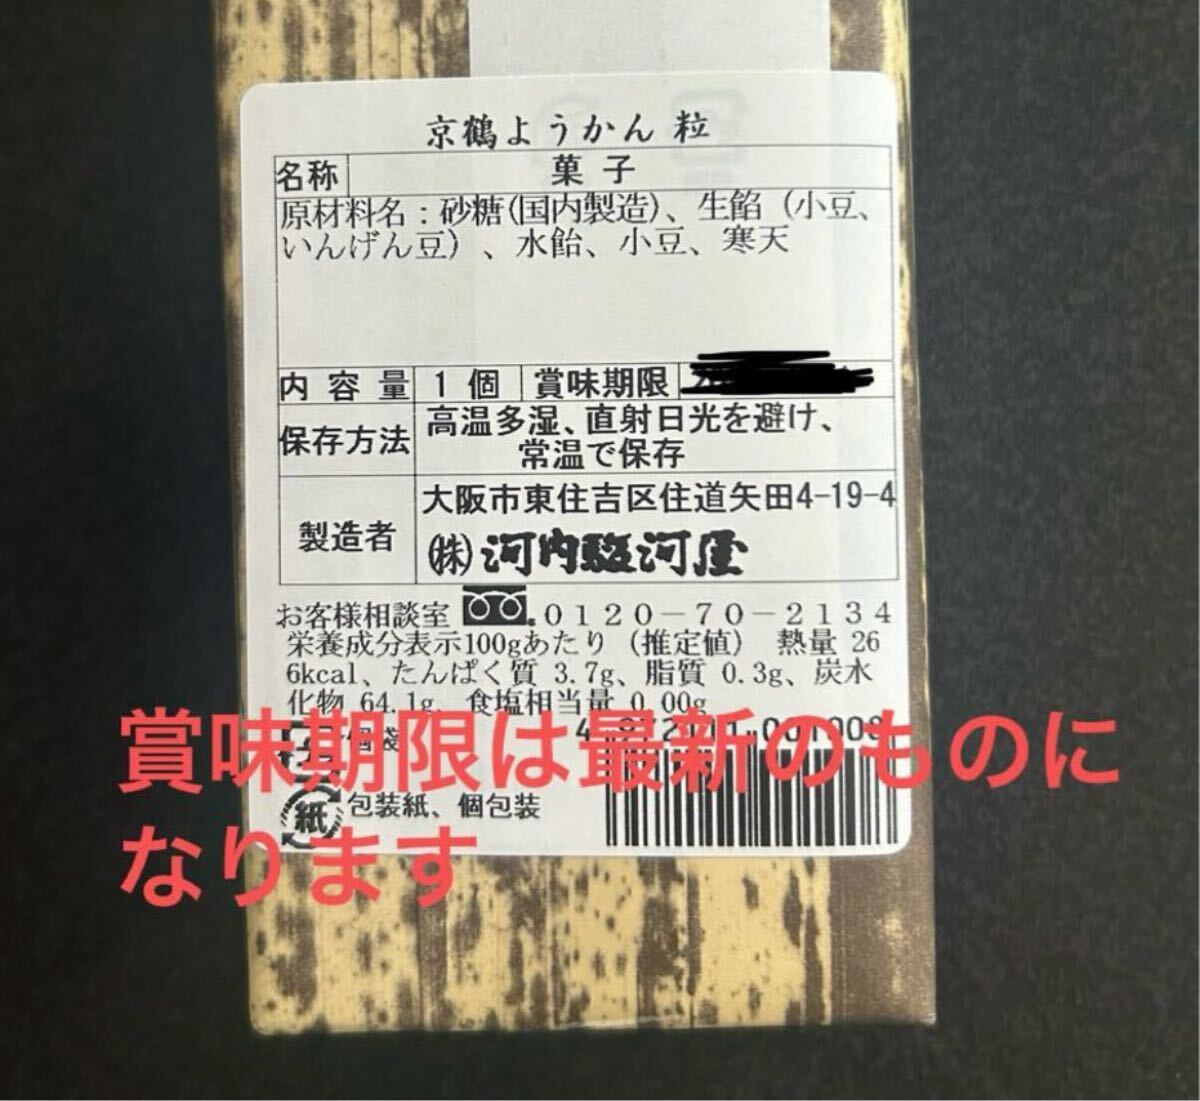 京鶴ようかん 粒
名称 菓子
原材料名：砂糖(国内製造)、生餡（小豆、
いんげん豆）、水飴、小豆、寒天
内容量 1個 賞味期限
保存方法 高温多湿、直射日光を避け、
常温で保存
製造者 大阪市東住吉区住道矢田4-19-4
(株)河内駿河屋
お客様相談室 0120-70-2134
栄養成分表示100gあたり（推定値） 熱量 26
6kcal、たんぱく質 3.7g、脂質 0.3g、炭水
化物 64.1g、食塩相当量 0.00g
個袋
紙 包装紙、個包装
賞味期限は最新のものに
なります